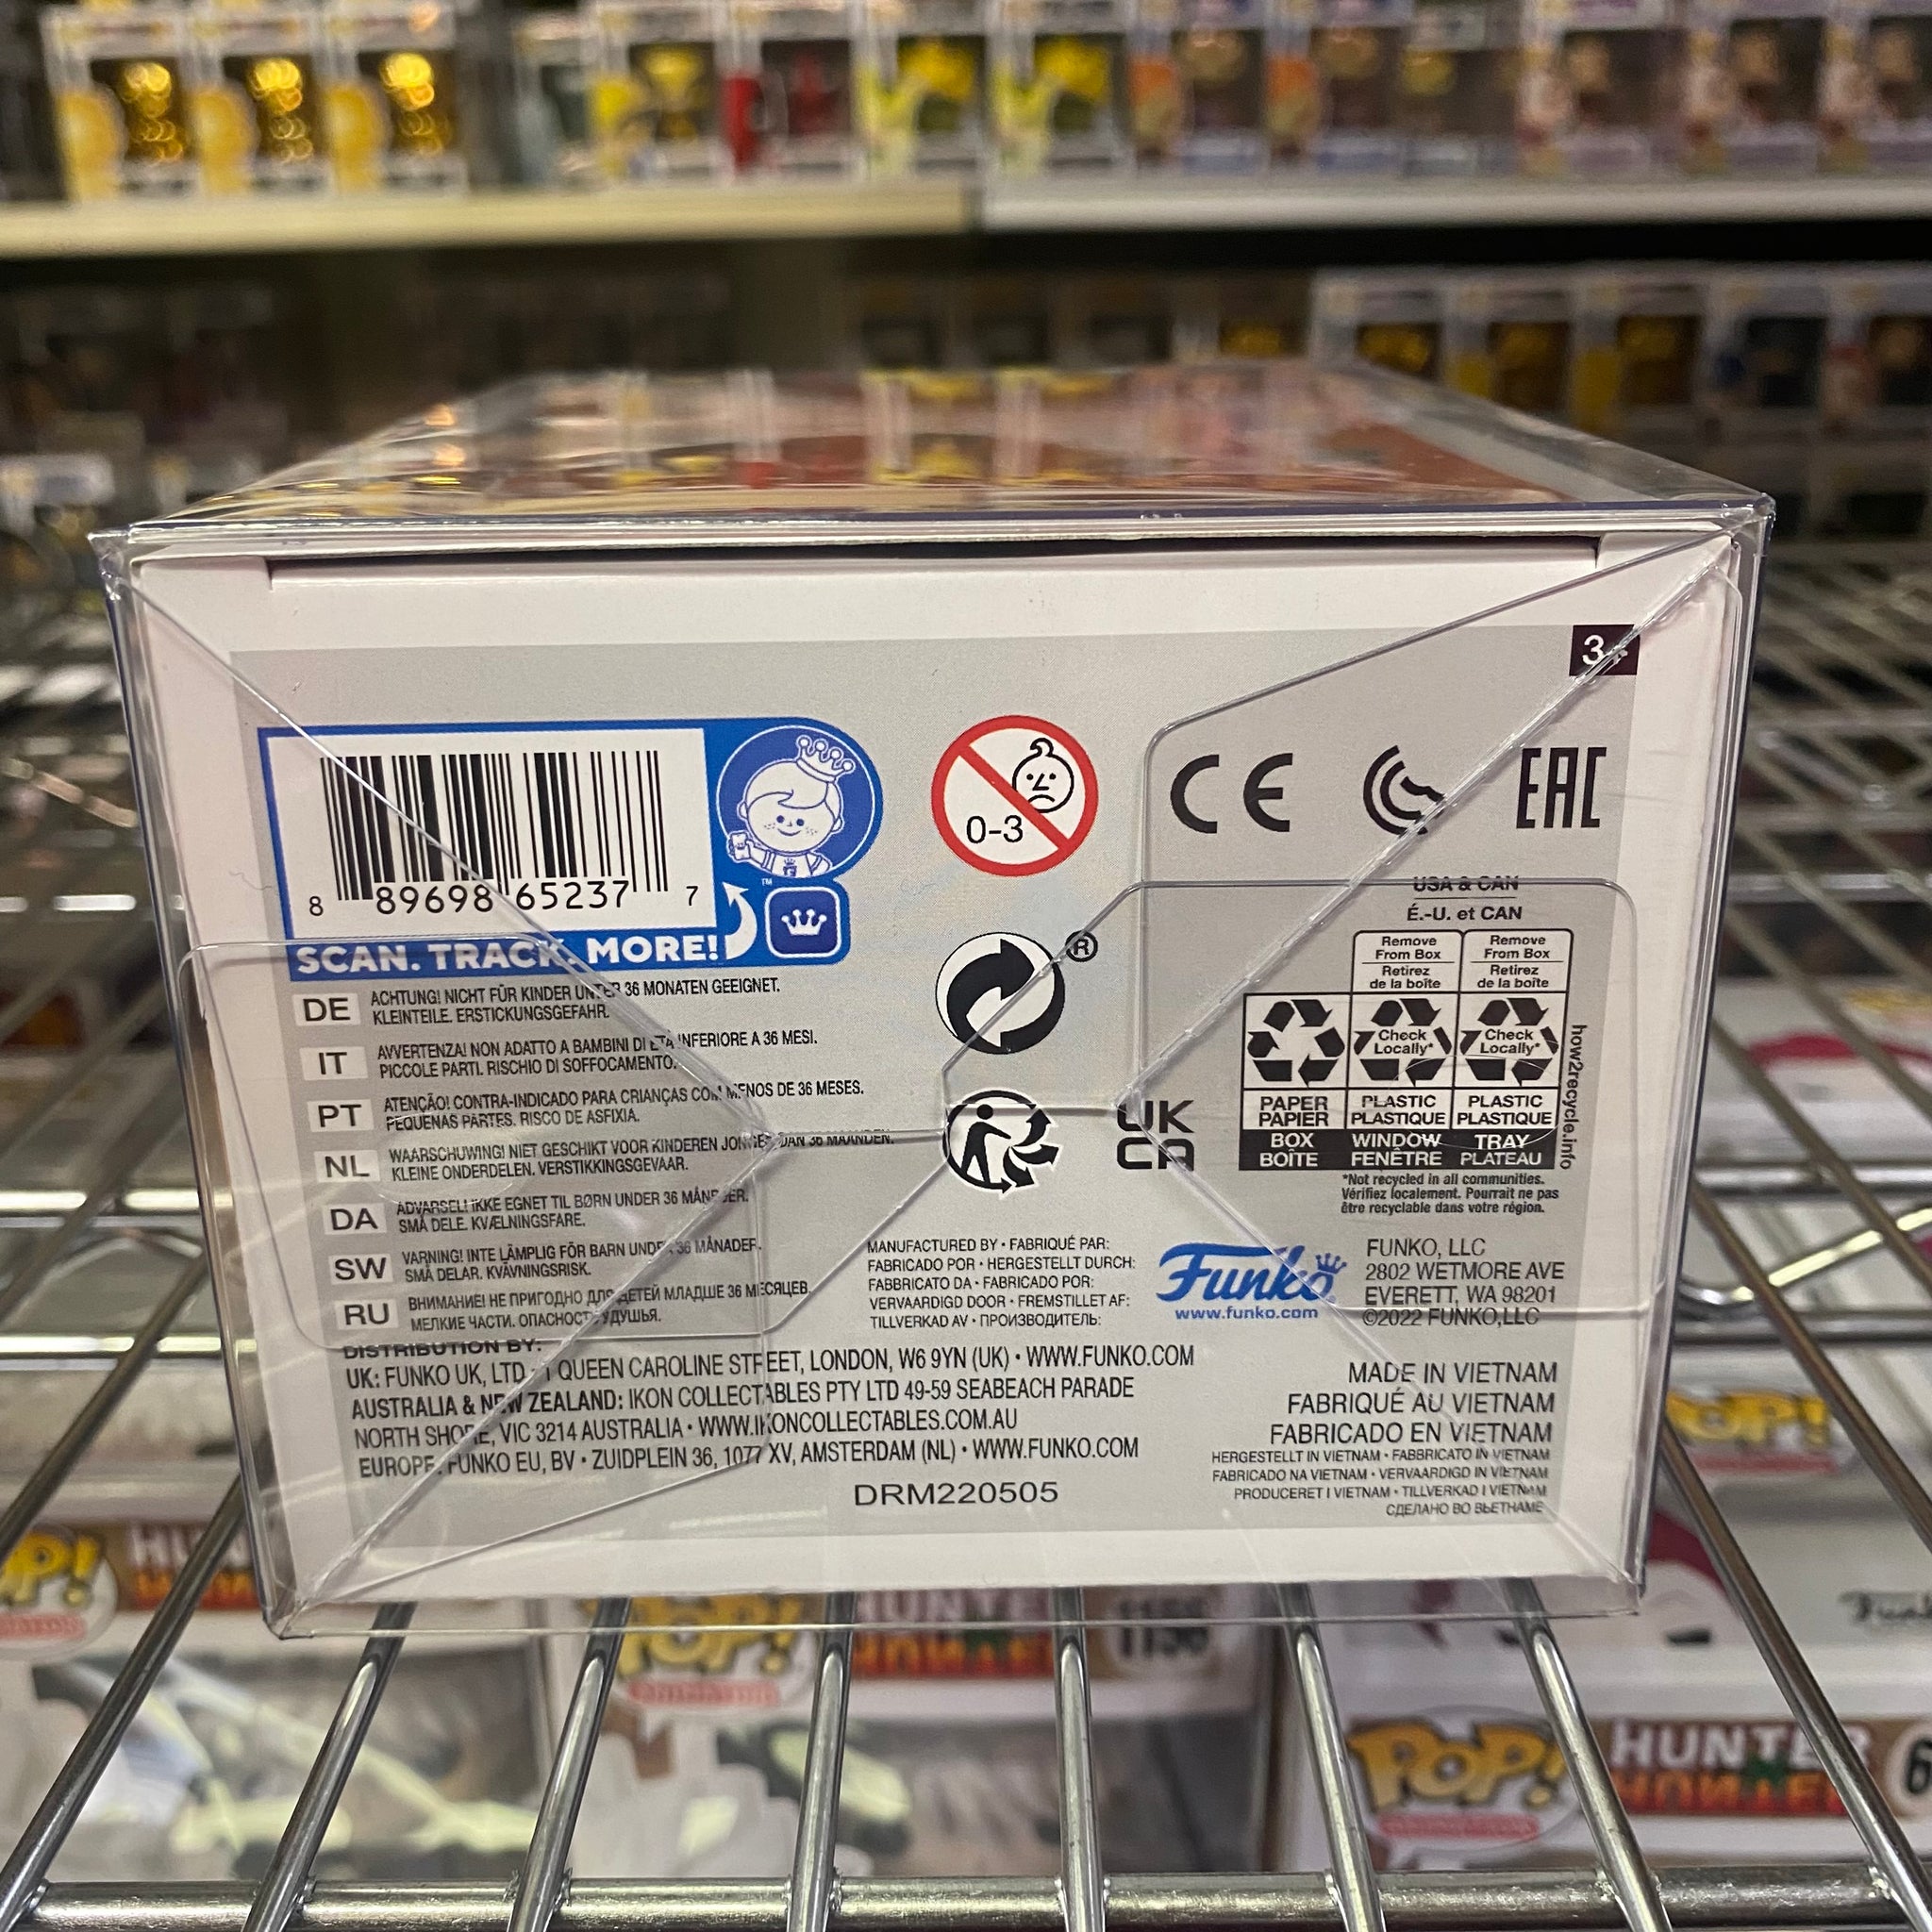 3+
8 89698 65237 7
SCAN. TRACK. MORE!
™
0-3
CE
EAC
®
DE ACHTUNG! NICHT FÜR KINDER UNTER 36 MONATEN GEEIGNET.
KLEINTEILE. ERSTICKUNGSGEFAHR.
IT AVVERTENZA! NON ADATTO A BAMBINI DI ETÀ INFERIORE A 36 MESI.
PICCOLE PARTI. RISCHIO DI SOFFOCAMENTO.
PT ATENÇÃO! CONTRA-INDICADO PARA CRIANÇAS COM MENOS DE 36 MESES.
PEQUENAS PARTES. RISCO DE ASFIXIA.
NL WAARSCHUWING! NIET GESCHIKT VOOR KINDEREN JONGER DAN 36 MAANDEN.
KLEINE ONDERDELEN. VERSTIKKINGSGEVAAR.
DA ADVARSEL! IKKE EGNET TIL BØRN UNDER 36 MÅNEDER.
SMÅ DELE. KVÆLNINGSFARE.
SW VARNING! INTE LÄMPLIG FÖR BARN UNDER 36 MÅNADER.
SMÅ DELAR. KVÄVNINGSRISK.
RU ВНИМАНИЕ! НЕ ПРИГОДНО ДЛЯ ДЕТЕЙ МЛАДШЕ 36 МЕСЯЦЕВ.
МЕЛКИЕ ЧАСТИ. ОПАСНОСТЬ УДУШЬЯ.
UK
CA
USA & CAN
É.-U. et CAN
Remove
From Box
Retirez
de la boîte
Remove
From Box
Retirez
de la boîte
Check
Locally*
Check
Locally*
PAPER
PAPIER
PLASTIC
PLASTIQUE
PLASTIC
PLASTIQUE
BOX
BOÎTE
WINDOW
FENÊTRE
TRAY
PLATEAU
how2recycle.info
*Not recycled in all communities.
Vérifiez localement. Pourrait ne pas
être recyclable dans votre région.
MANUFACTURED BY • FABRIQUÉ PAR:
FABRICADO POR • HERGESTELLT DURCH:
FABBRICATO DA • FABRICADO POR:
VERVAARDIGD DOOR • FREMSTILLET AF:
TILLVERKAD AV • ПРОИЗВОДИТЕЛЬ:
Funko
www.funko.com
FUNKO, LLC
2802 WETMORE AVE
EVERETT, WA 98201
©2022 FUNKO,LLC
DISTRIBUTION BY:
UK: FUNKO UK, LTD - 1 QUEEN CAROLINE STREET, LONDON, W6 9YN (UK) • WWW.FUNKO.COM
AUSTRALIA & NEW ZEALAND: IKON COLLECTABLES PTY LTD 49-59 SEABEACH PARADE
NORTH SHORE, VIC 3214 AUSTRALIA • WWW.IKONCOLLECTABLES.COM.AU
EUROPE: FUNKO EU, BV • ZUIDPLEIN 36, 1077 XV, AMSTERDAM (NL) • WWW.FUNKO.COM
DRM220505
MADE IN VIETNAM
FABRIQUÉ AU VIETNAM
FABRICADO EN VIETNAM
HERGESTELLT IN VIETNAM • FABBRICATO IN VIETNAM
FABRICADO NA VIETNAM • VERVAARDIGD IN VIETNAM
PRODUCERET I VIETNAM • TILLVERKAD I VIETNAM
СДЕЛАНО ВО ВЬЕТНАМЕ
POP!
POP!
HUN
POP!
HUNTE
1156
POP!
HUNTER
HUNTER
Funk